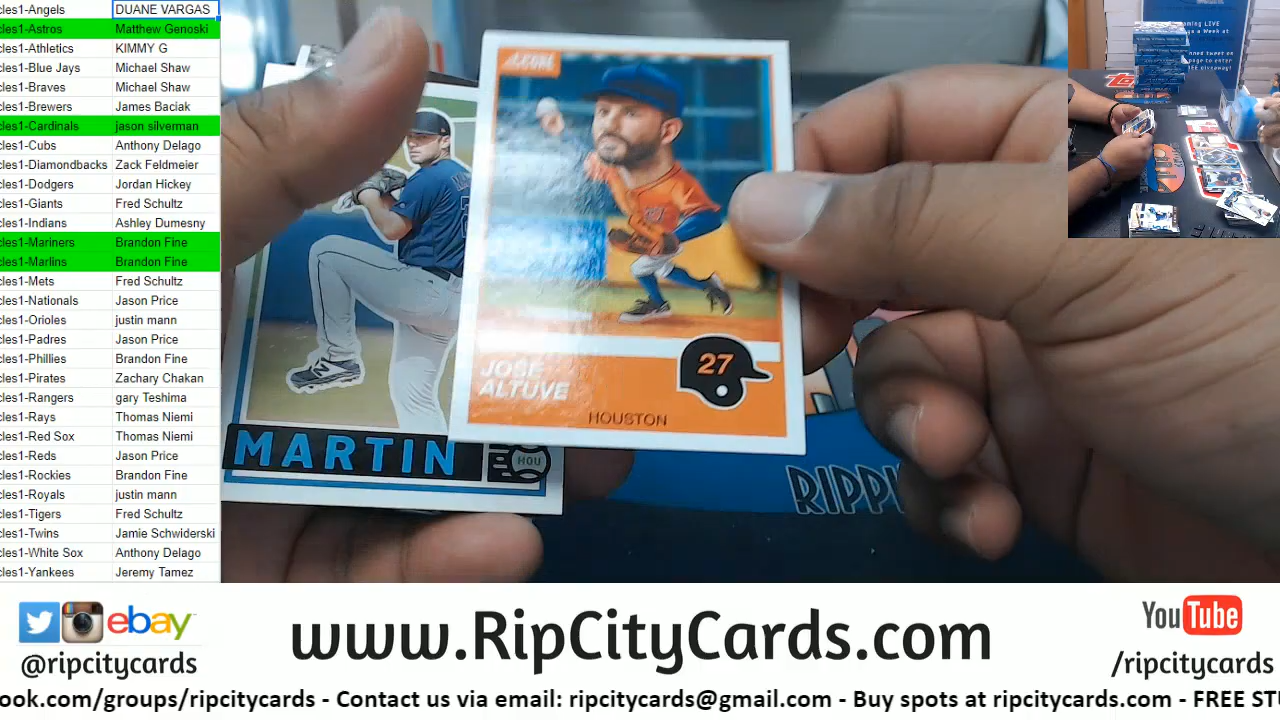 cles1-Angels DUANE VARGAS
cles1-Astros Matthew Genoski
cles1-Athletics KIMMY G
cles1-Blue Jays Michael Shaw
cles1-Braves Michael Shaw
cles1-Brewers James Baciak
cles1-Cardinals jason silverman
cles1-Cubs Anthony Delago
cles1-Diamondbacks Zack Feldmeier
cles1-Dodgers Jordan Hickey
cles1-Giants Fred Schultz
cles1-Indians Ashley Dumesny
cles1-Mariners Brandon Fine
cles1-Marlins Brandon Fine
cles1-Mets Fred Schultz
cles1-Nationals Jason Price
cles1-Orioles justin mann
cles1-Padres Jason Price
cles1-Phillies Brandon Fine
cles1-Pirates Zachary Chakan
cles1-Rangers gary Teshima
cles1-Rays Thomas Niemi
cles1-Red Sox Thomas Niemi
cles1-Reds Jason Price
cles1-Rockies Brandon Fine
cles1-Royals justin mann
cles1-Tigers Fred Schultz
cles1-Twins Jamie Schwiderski
cles1-White Sox Anthony Delago
cles1-Yankees Jeremy Tamez
SCORE
JOSE
ALTUVE
27
HOUSTON
MARTIN
HOU
RIPPI
ebay
@ripcitycards
www.RipCityCards.com
YouTube
/ripcitycards
ook.com/groups/ripcitycards - Contact us via email: ripcitycards@gmail.com - Buy spots at ripcitycards.com - FREE ST